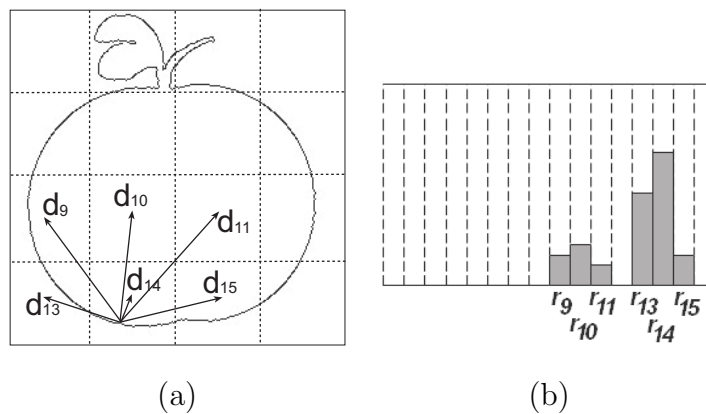 d₉
d₁₀
d₁₁
d₁₄
d₁₃
d₁₅
r₉
r₁₁
r₁₃
r₁₅
r₁₀
r₁₄
(a)
(b)